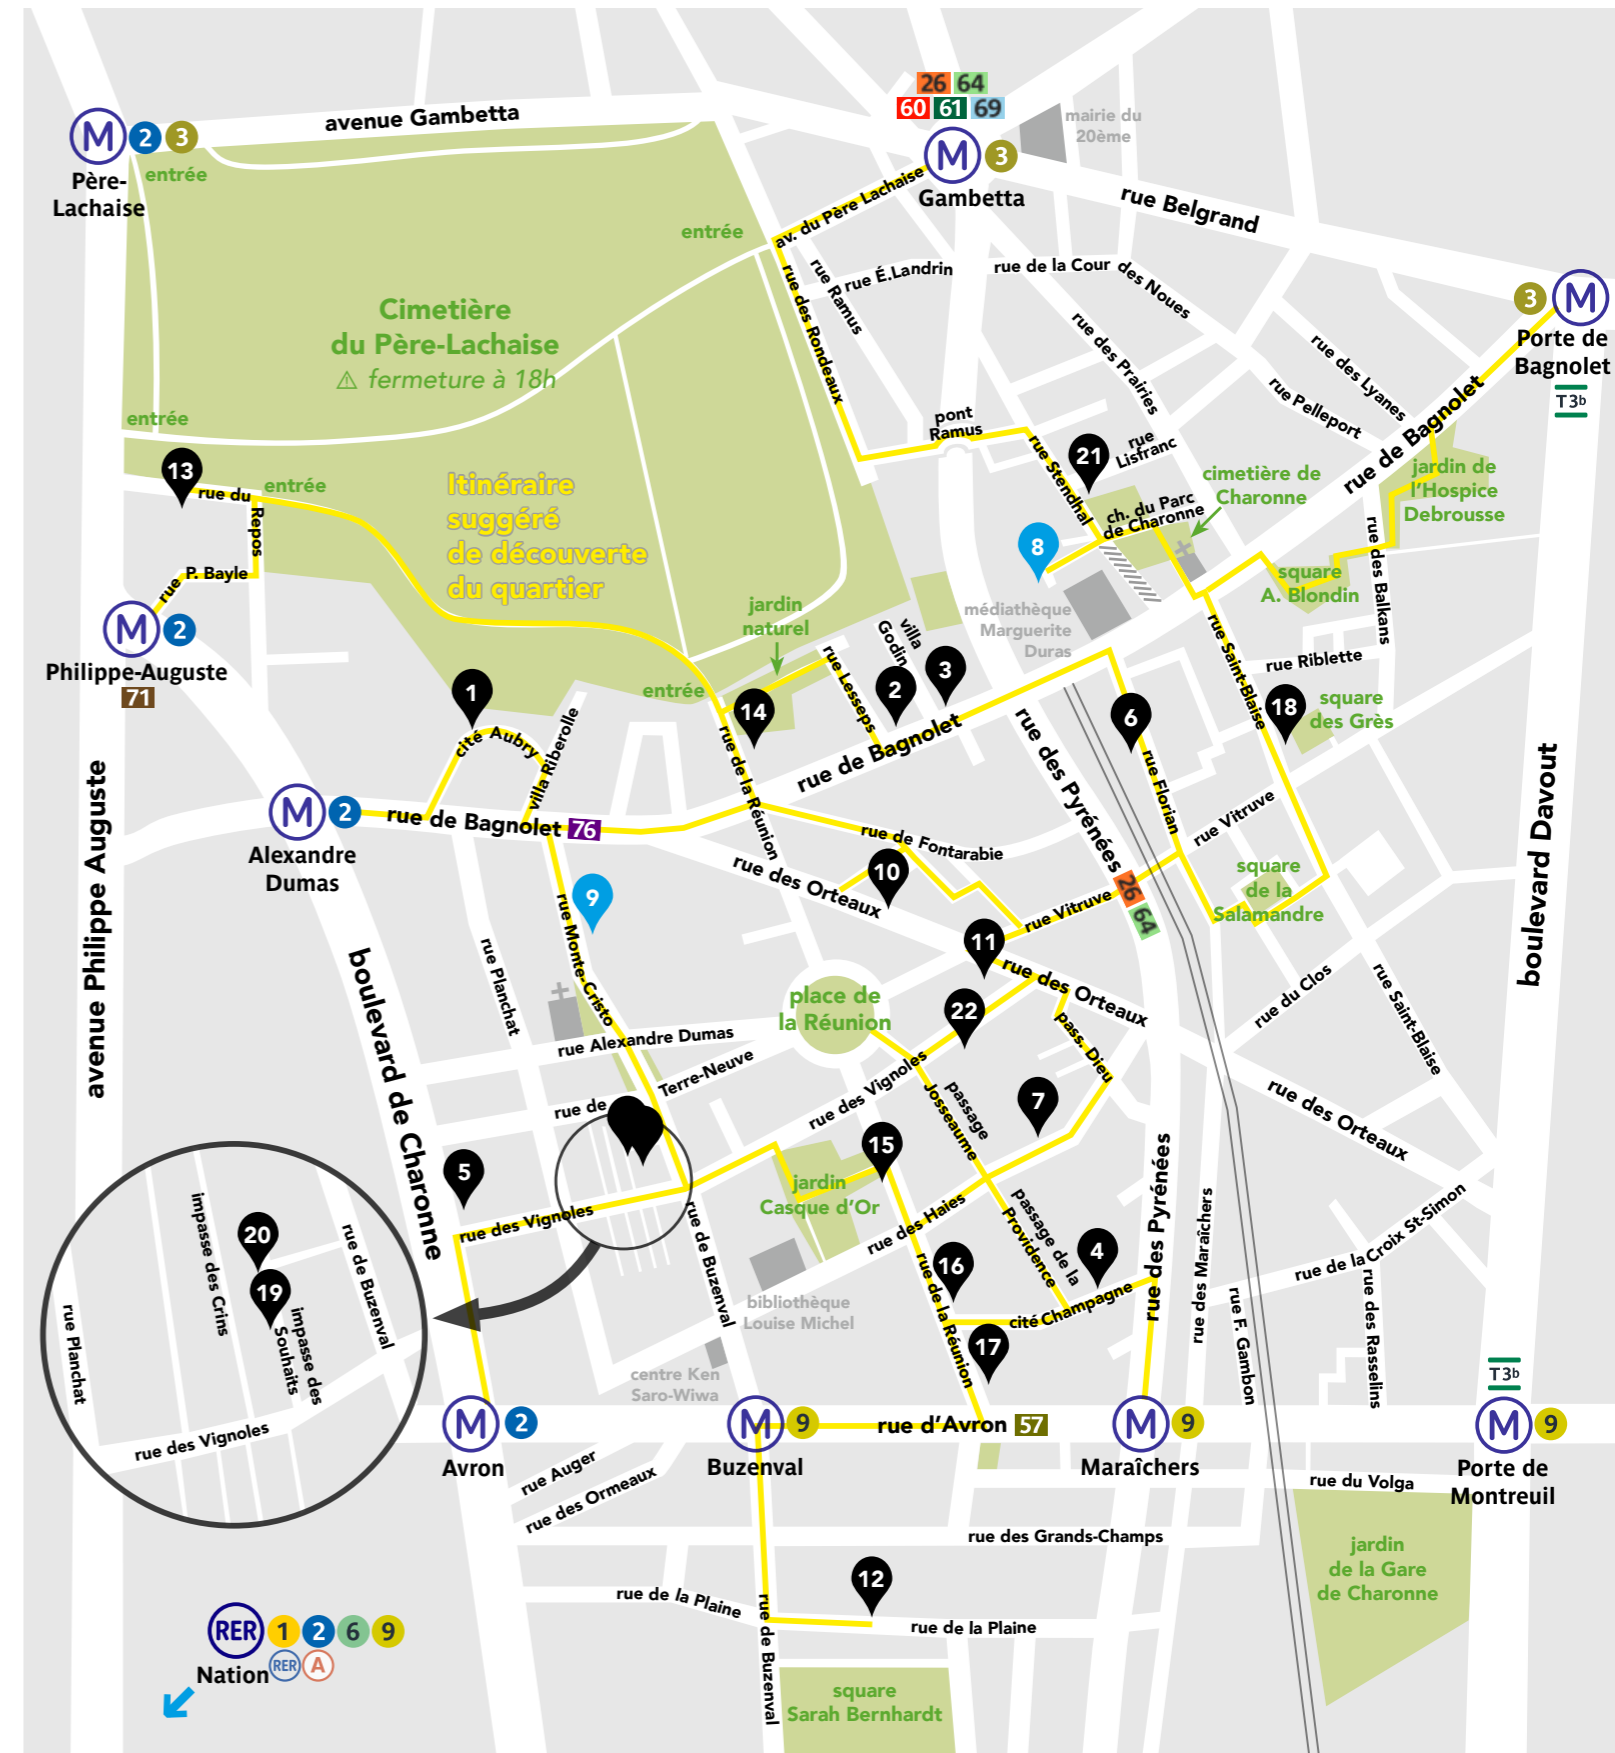 26 64
60 61 69
avenue Gambetta
mairie du
20ème
M 2 3
Père-
Lachaise
entrée
M 3
Gambetta
av. du Père Lachaise
rue Belgrand
entrée
rue Ramus
rue É.Landrin
rue de la Cour des Noues
rue des Rondeaux
Cimetière
du Père-Lachaise
⚠ fermeture à 18h
3 M
Porte de
Bagnolet
T3b
rue des Prairies
rue des Lyanes
rue Pelleport
rue de Bagnolet
entrée
pont
Ramus
rue Stendhal
21
rue
Lisfranc
cimetière de
Charonne
jardin de
l'Hospice
Debrousse
13
rue du
Repos
entrée
Itinéraire
suggéré
de découverte
du quartier
ch. du Parc
de Charonne
8
rue des Balkans
square
A. Blondin
rue P. Bayle
M 2
Philippe-Auguste
71
jardin
naturel
villa
Godin
médiathèque
Marguerite
Duras
rue Saint-Blaise
rue Riblette
1
entrée
14
rue Lesseps
2
3
6
18
square
des Grès
cité Aubry
villa Riberolle
rue de la Réunion
rue de Bagnolet
rue des Pyrénées
26 64
rue Florian
avenue Philippe Auguste
M 2
Alexandre
Dumas
rue de Bagnolet 76
rue de Fontarabie
rue Vitruve
boulevard Davout
rue des Orteaux
10
square
de la
Salamandre
9
rue Monte-Cristo
rue Vitruve
11
rue des Orteaux
rue Planchat
boulevard de Charonne
place de
la Réunion
22
rue du Clos
rue Saint-Blaise
rue Alexandre Dumas
rue de Terre-Neuve
rue des Vignoles
pass. Dieu
passage
Josseaume
7
rue des Orteaux
15
5
jardin
Casque d'Or
rue des Vignoles
rue de Buzenval
rue des Haies
passage de la
Providence
4
rue des Pyrénées
rue des Maraîchers
rue de la Croix St-Simon
impasse des Crins
20
19
impasse des
Souhaits
rue de Buzenval
rue Planchat
rue des Vignoles
16
rue de la Réunion
cité Champagne
rue F. Gambon
rue des Rasselins
bibliothèque
Louise Michel
17
centre Ken
Saro-Wiwa
T3b
M 2
Avron
M 9
Buzenval
rue d'Avron 57
M 9
Maraîchers
M 9
Porte de
Montreuil
rue Auger
rue des Ormeaux
rue du Volga
rue des Grands-Champs
jardin
de la Gare
de Charonne
12
rue de la Plaine
rue de Buzenval
rue de la Plaine
RER 1 2 6 9
Nation RER A
square
Sarah Bernhardt